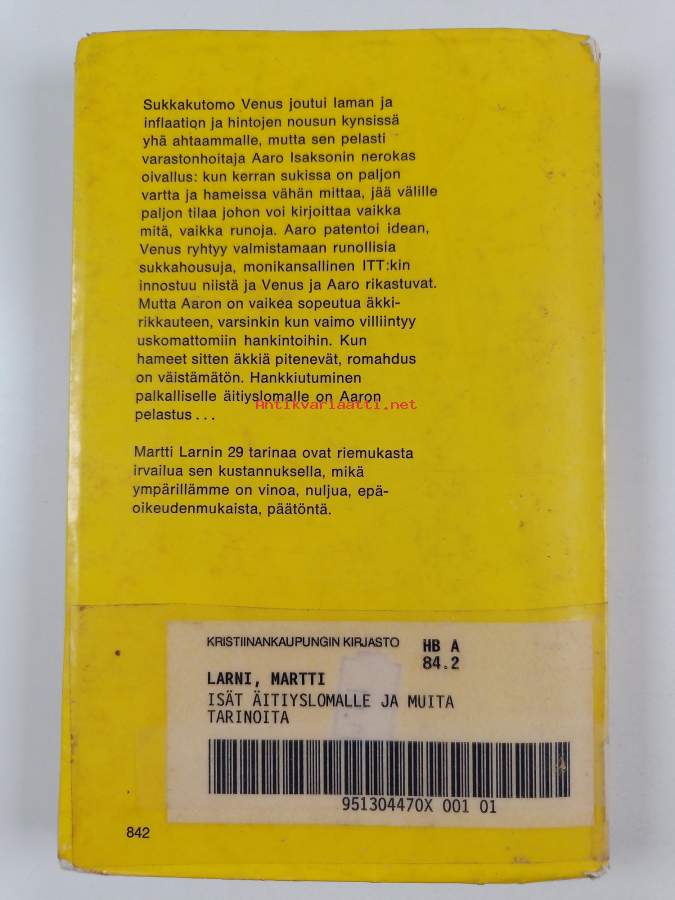 Sukkakutomo Venus joutui laman ja
inflaation ja hintojen nousun kynsissä
yhä ahtaammalle, mutta sen pelasti
varastonhoitaja Aaro Isaksonin nerokas
oivallus: kun kerran sukissa on paljon
vartta ja hameissa vähän mittaa, jää välille
paljon tilaa johon voi kirjoittaa vaikka
mitä, vaikka runoja. Aaro patentoi idean,
Venus ryhtyy valmistamaan runollisia
sukkahousuja, monikansallinen ITT:kin
innostuu niistä ja Venus ja Aaro rikastuvat.
Mutta Aaron on vaikea sopeutua äkki-
rikkauteen, varsinkin kun vaimo villiintyy
uskomattomiin hankintoihin. Kun
hameet sitten äkkiä pitenevät, romahdus
on väistämätön. Hankkiutuminen
palkalliselle äitiyslomalle on Aaron
Antikvariaatti.net
pelastus...
Martti Larnin 29 tarinaa ovat riemukasta
irvailua sen kustannuksella, mikä
ympärillämme on vinoa, nuljua, epä-
oikeudenmukaista, päätöntä.
KRISTIINANKAUPUNGIN KIRJASTO HB A
84.2
LARNI, MARTTI
ISÄT ÄITIYSLOMALLE JA MUITA
TARINOITA
951304470X 001 01
842